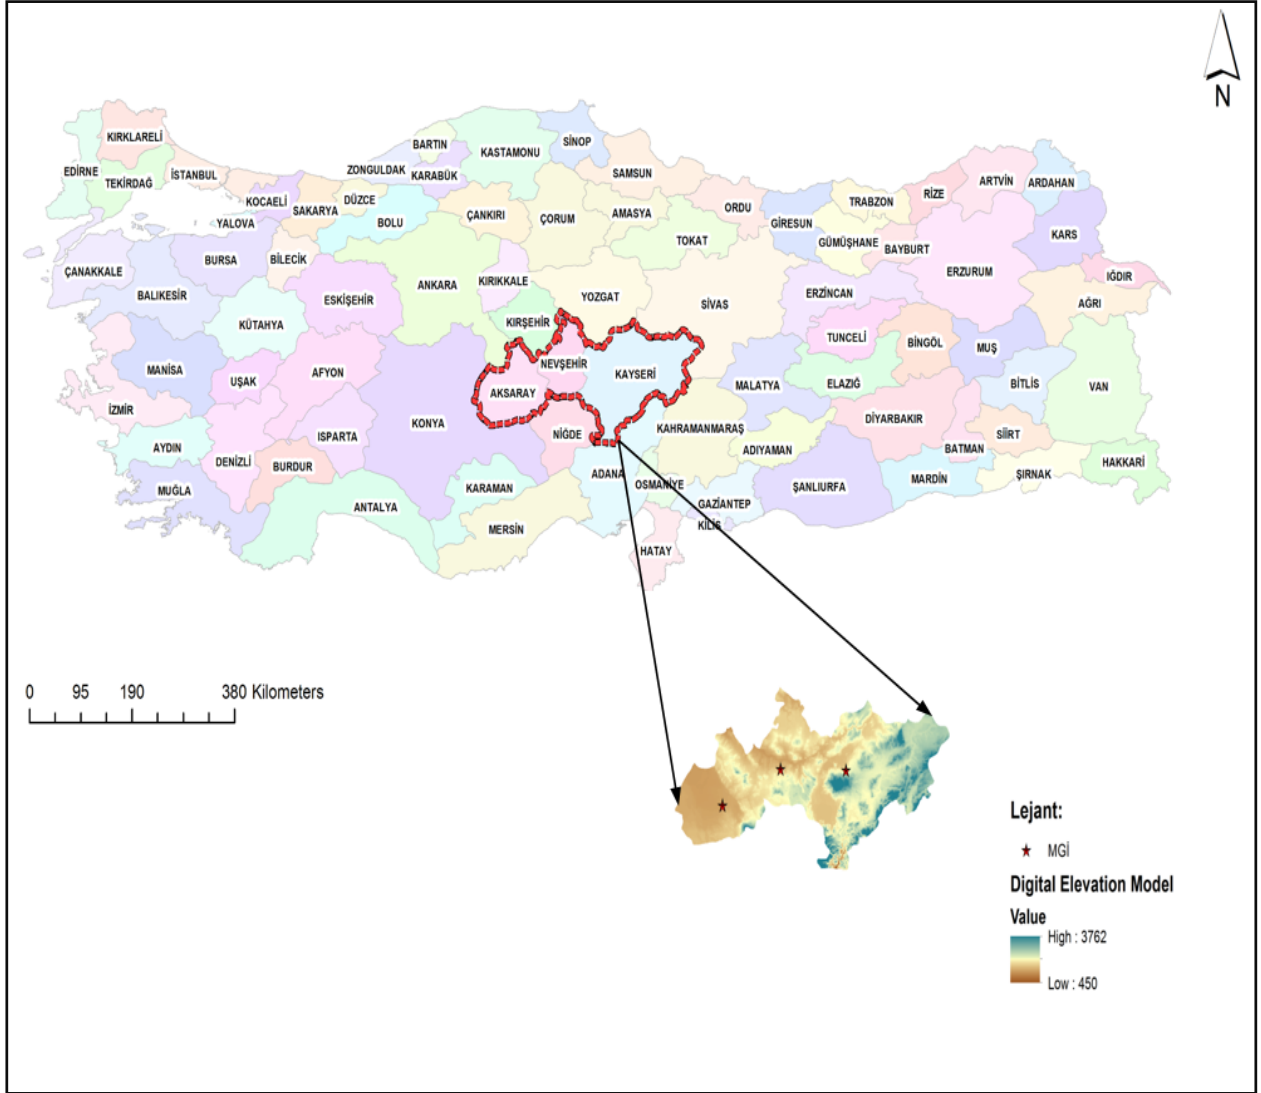 N
KIRKLARELİ
EDİRNE
TEKİRDAĞ
İSTANBUL
KOCAELİ
YALOVA
SAKARYA
DÜZCE
ZONGULDAK
BARTIN
KARABÜK
KASTAMONU
SİNOP
SAMSUN
BOLU
ÇANKIRI
ÇORUM
AMASYA
ORDU
TOKAT
GİRESUN
TRABZON
GÜMÜŞHANE
BAYBURT
RİZE
ARTVİN
ARDAHAN
KARS
IĞDIR
ÇANAKKALE
BALIKESİR
BURSA
BİLECİK
ESKİŞEHİR
KÜTAHYA
ANKARA
KIRIKKALE
KIRŞEHİR
YOZGAT
SİVAS
ERZİNCAN
ERZURUM
AĞRI
TUNCELİ
BİNGÖL
MUŞ
MANİSA
UŞAK
AFYON
NEVŞEHİR
AKSARAY
KAYSERİ
MALATYA
ELAZIĞ
BİTLİS
VAN
İZMİR
AYDIN
DENİZLİ
ISPARTA
BURDUR
KONYA
NİĞDE
KAHRAMANMARAŞ
ADIYAMAN
DİYARBAKIR
BATMAN
SİİRT
MUĞLA
ANTALYA
KARAMAN
MERSİN
ADANA
OSMANİYE
GAZİANTEP
KİLİS
HATAY
ŞANLIURFA
MARDİN
ŞIRNAK
HAKKARİ
0 95 190 380 Kilometers
Lejant:
MGİ
Digital Elevation Model
Value
High : 3762
Low : 450